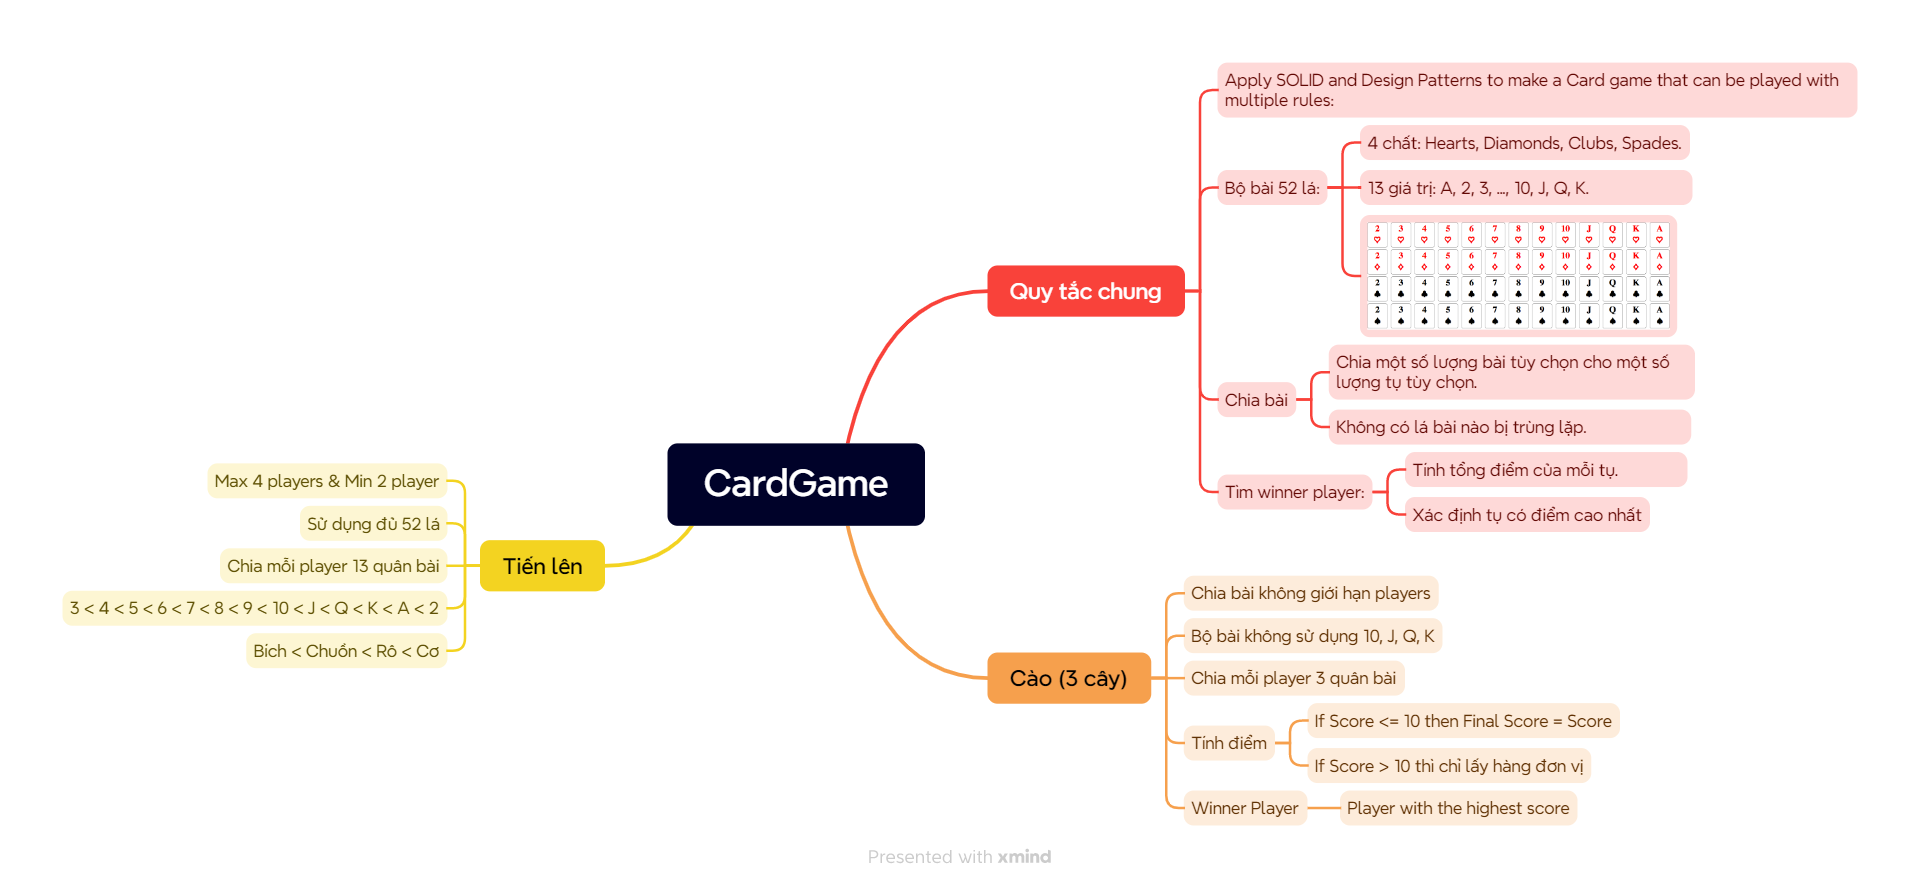 CardGame
Quy tắc chung
Apply SOLID and Design Patterns to make a Card game that can be played with
multiple rules:
Bộ bài 52 lá:
4 chất: Hearts, Diamonds, Clubs, Spades.
13 giá trị: A, 2, 3, ..., 10, J, Q, K.
2 3 4 5 6 7 8 9 10 J Q K A
2 3 4 5 6 7 8 9 10 J Q K A
2 3 4 5 6 7 8 9 10 J Q K A
2 3 4 5 6 7 8 9 10 J Q K A
Chia bài
Chia một số lượng bài tùy chọn cho một số
lượng tụ tùy chọn.
Không có lá bài nào bị trùng lặp.
Tìm winner player:
Tính tổng điểm của mỗi tụ.
Xác định tụ có điểm cao nhất
Cào (3 cây)
Chia bài không giới hạn players
Bộ bài không sử dụng 10, J, Q, K
Chia mỗi player 3 quân bài
Tính điểm
If Score <= 10 then Final Score = Score
If Score > 10 thì chỉ lấy hàng đơn vị
Winner Player
Player with the highest score
Tiến lên
Max 4 players & Min 2 player
Sử dụng đủ 52 lá
Chia mỗi player 13 quân bài
3 < 4 < 5 < 6 < 7 < 8 < 9 < 10 < J < Q < K < A < 2
Bích < Chuồn < Rô < Cơ
Presented with xmind